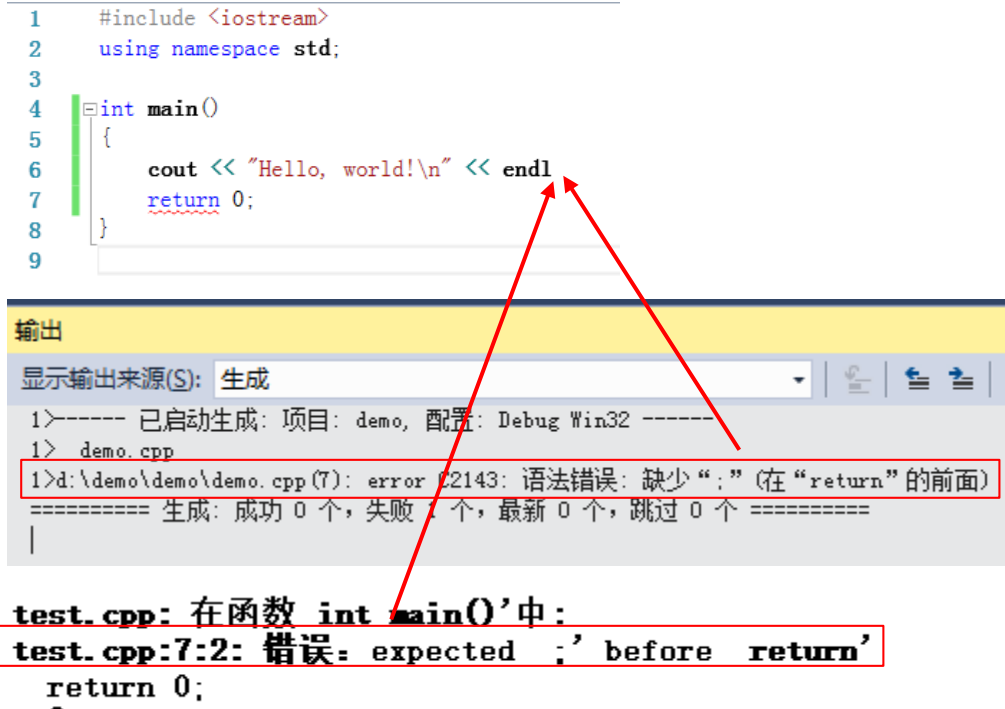 1 #include <iostream>
2 using namespace std;
3
4 int main()
5 {
6 cout << "Hello, world!\n" << endl
7 return 0;
8 }
9
输出
显示输出来源(S): 生成
1>------ 已启动生成: 项目: demo, 配置: Debug Win32 ------
1> demo.cpp
1>d:\demo\demo\demo.cpp(7): error C2143: 语法错误: 缺少“;”(在“return”的前面)
========== 生成: 成功 0 个，失败 1 个，最新 0 个，跳过 0 个 ==========
test.cpp: 在函数 int main()’中:
test.cpp:7:2: 错误: expected ;’ before return’
return 0;